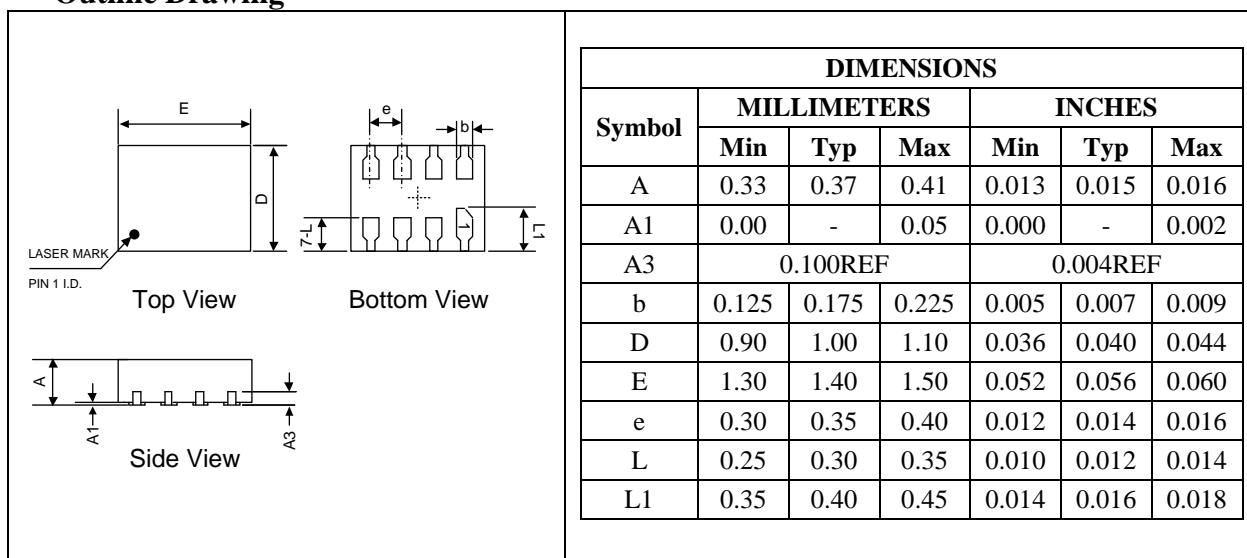 Outline Drawing
E
D
LASER MARK
PIN 1 I.D.
Top View
e
b
7-L
L1
1
Bottom View
A
A1
A3
Side View
DIMENSIONS
Symbol MILLIMETERS INCHES
Min Typ Max Min Typ Max
A 0.33 0.37 0.41 0.013 0.015 0.016
A1 0.00 - 0.05 0.000 - 0.002
A3 0.100REF 0.004REF
b 0.125 0.175 0.225 0.005 0.007 0.009
D 0.90 1.00 1.10 0.036 0.040 0.044
E 1.30 1.40 1.50 0.052 0.056 0.060
e 0.30 0.35 0.40 0.012 0.014 0.016
L 0.25 0.30 0.35 0.010 0.012 0.014
L1 0.35 0.40 0.45 0.014 0.016 0.018